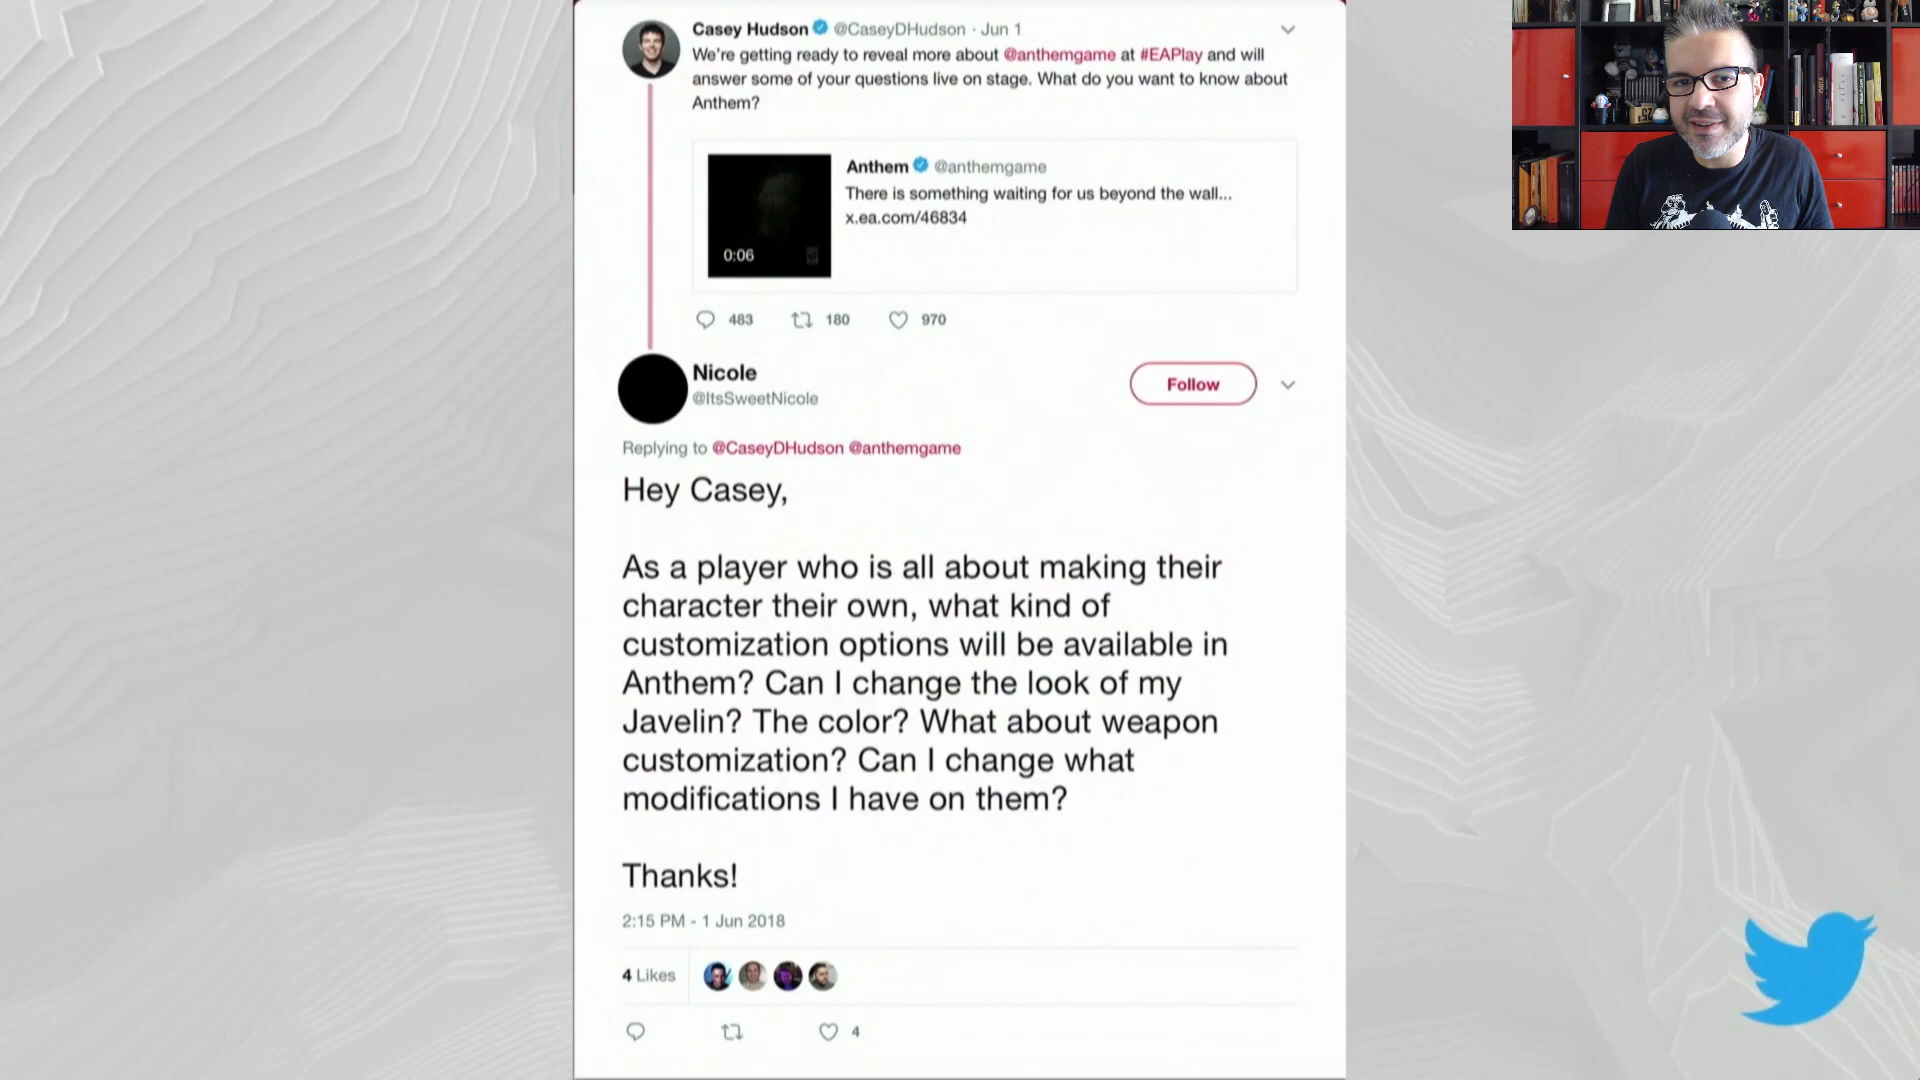 Casey Hudson @CaseyDHudson · Jun 1
We're getting ready to reveal more about @anthemgame at #EAPlay and will
answer some of your questions live on stage. What do you want to know about
Anthem?
Anthem @anthemgame
There is something waiting for us beyond the wall...
x.ea.com/46834
0:06
483 180 970
Nicole
@ItsSweetNicole
Follow
Replying to @CaseyDHudson @anthemgame
Hey Casey,
As a player who is all about making their
character their own, what kind of
customization options will be available in
Anthem? Can I change the look of my
Javelin? The color? What about weapon
customization? Can I change what
modifications I have on them?
Thanks!
2:15 PM - 1 Jun 2018
4 Likes
4